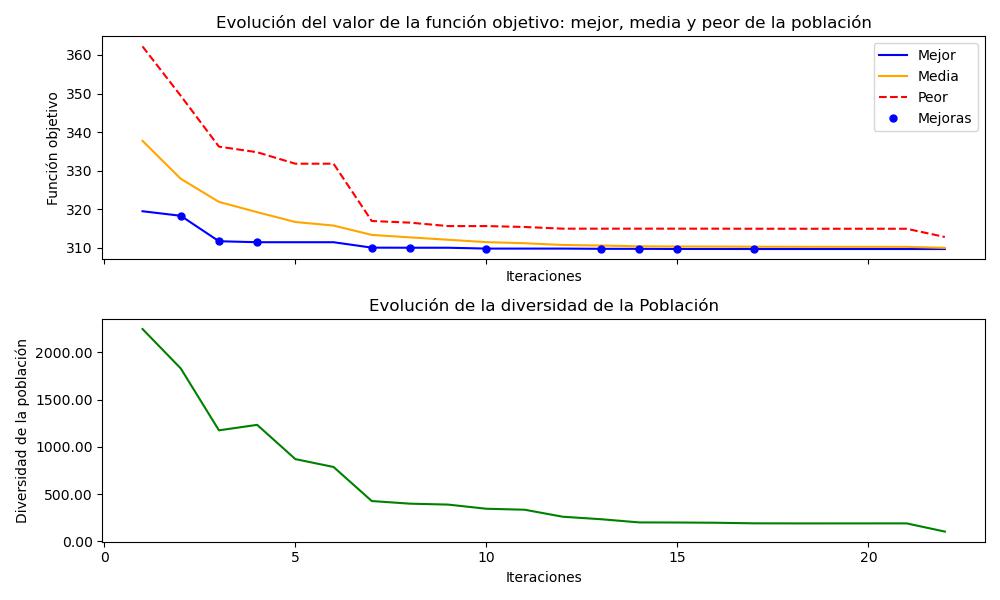 Evolución del valor de la función objetivo: mejor, media y peor de la población
Función objetivo
360
350
340
330
320
310
Mejor
Media
Peor
Mejoras
Iteraciones
Evolución de la diversidad de la Población
Diversidad de la población
2000.00
1500.00
1000.00
500.00
0.00
0 5 10 15 20
Iteraciones